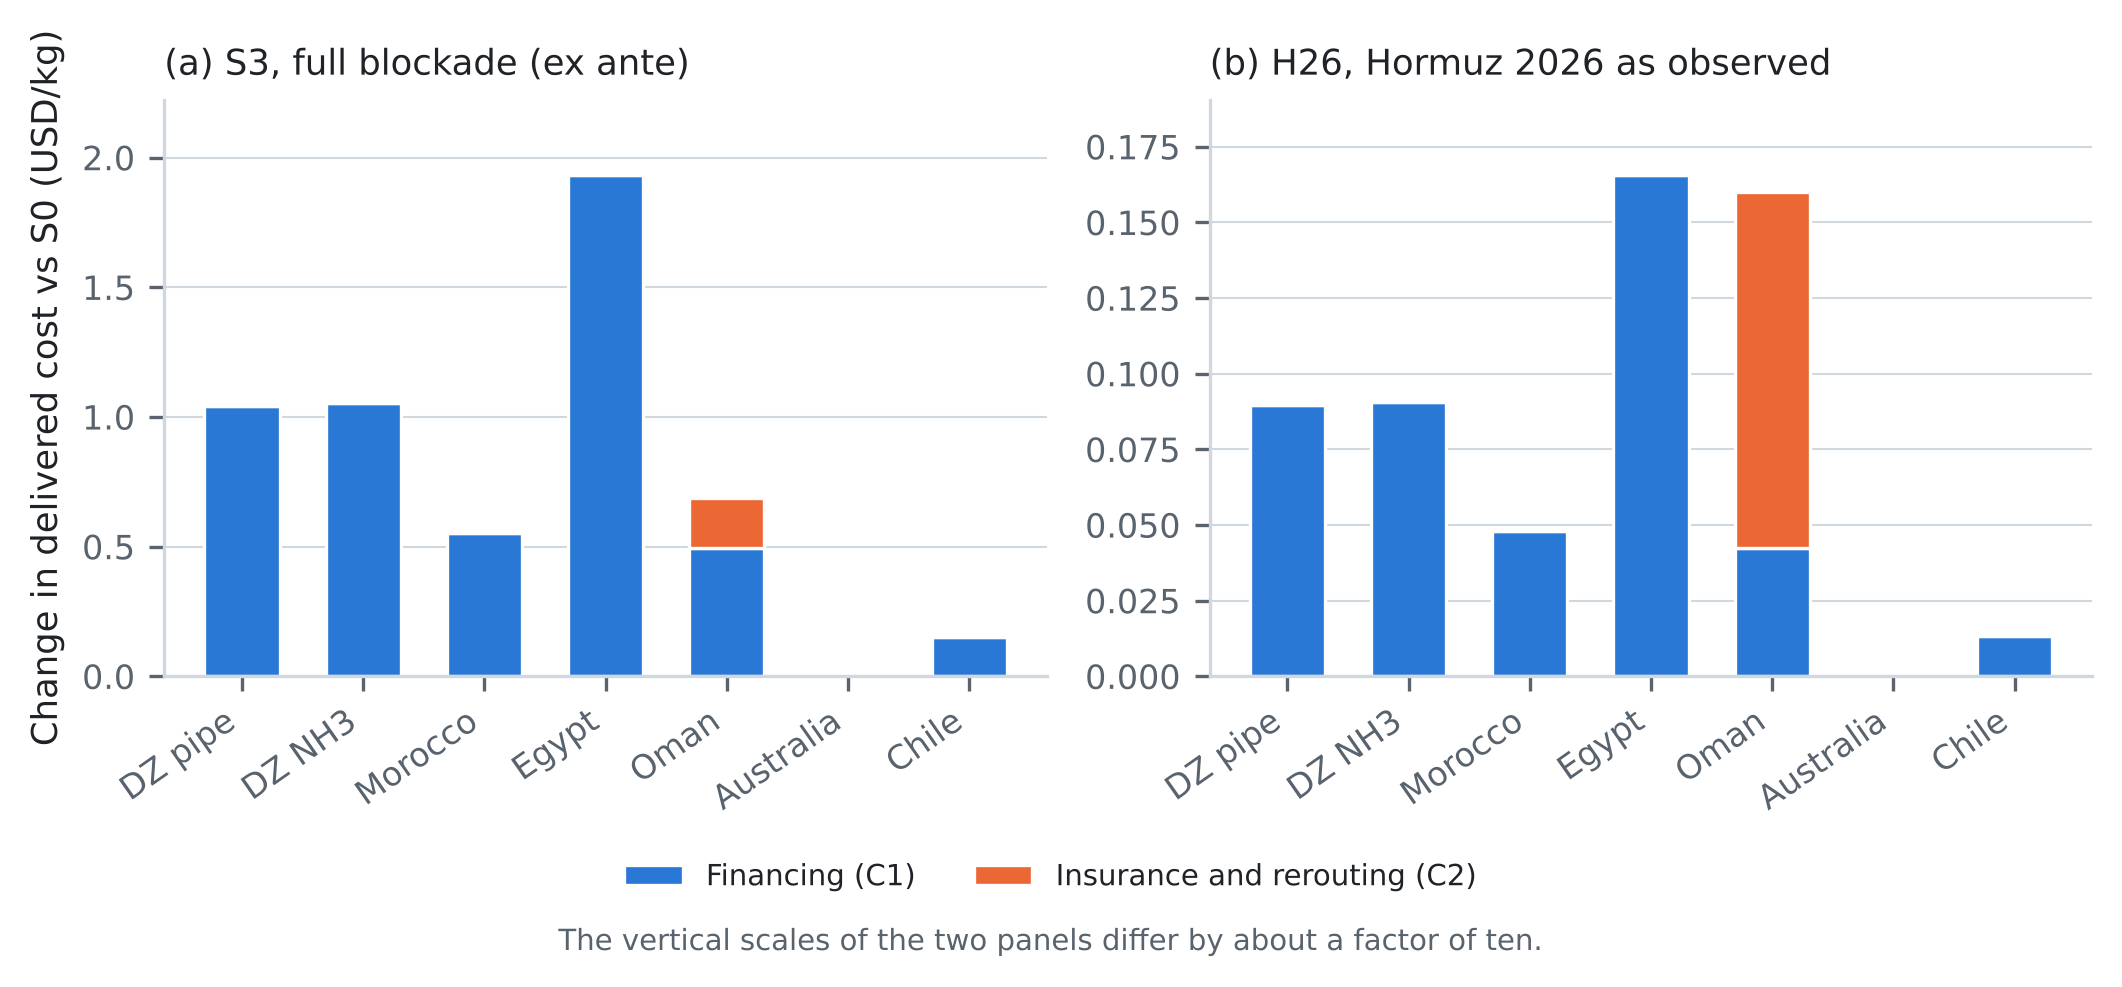 (a) S3, full blockade (ex ante)
Change in delivered cost vs S0 (USD/kg)
2.0
1.5
1.0
0.5
0.0
DZ pipe
DZ NH3
Morocco
Egypt
Oman
Australia
Chile
(b) H26, Hormuz 2026 as observed
0.175
0.150
0.125
0.100
0.075
0.050
0.025
0.000
DZ pipe
DZ NH3
Morocco
Egypt
Oman
Australia
Chile
Financing (C1)
Insurance and rerouting (C2)
The vertical scales of the two panels differ by about a factor of ten.